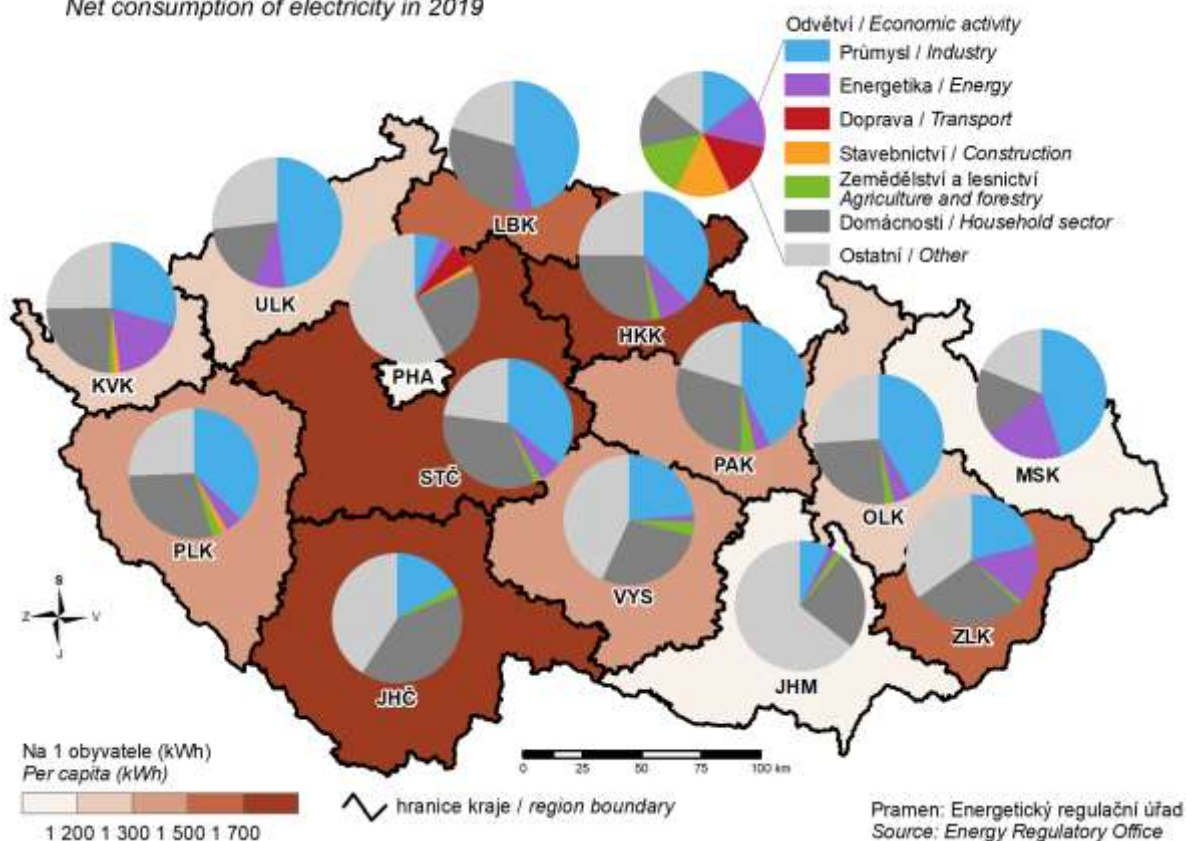 Net consumption of electricity in 2019
Odvětví / Economic activity
Průmysl / Industry
Energetika / Energy
Doprava / Transport
Stavebnictví / Construction
Zemědělství a lesnictví
Agriculture and forestry
Domácnosti / Household sector
Ostatní / Other
LBK
ULK
HKK
KVK
PHA
STČ
PAK
MSK
OLK
PLK
VYS
ZLK
JHČ
JHM
S
Z V
J
Na 1 obyvatele (kWh)
Per capita (kWh)
1 200 1 300 1 500 1 700
0 25 50 75 100 km
hranice kraje / region boundary
Pramen: Energetický regulační úřad
Source: Energy Regulatory Office